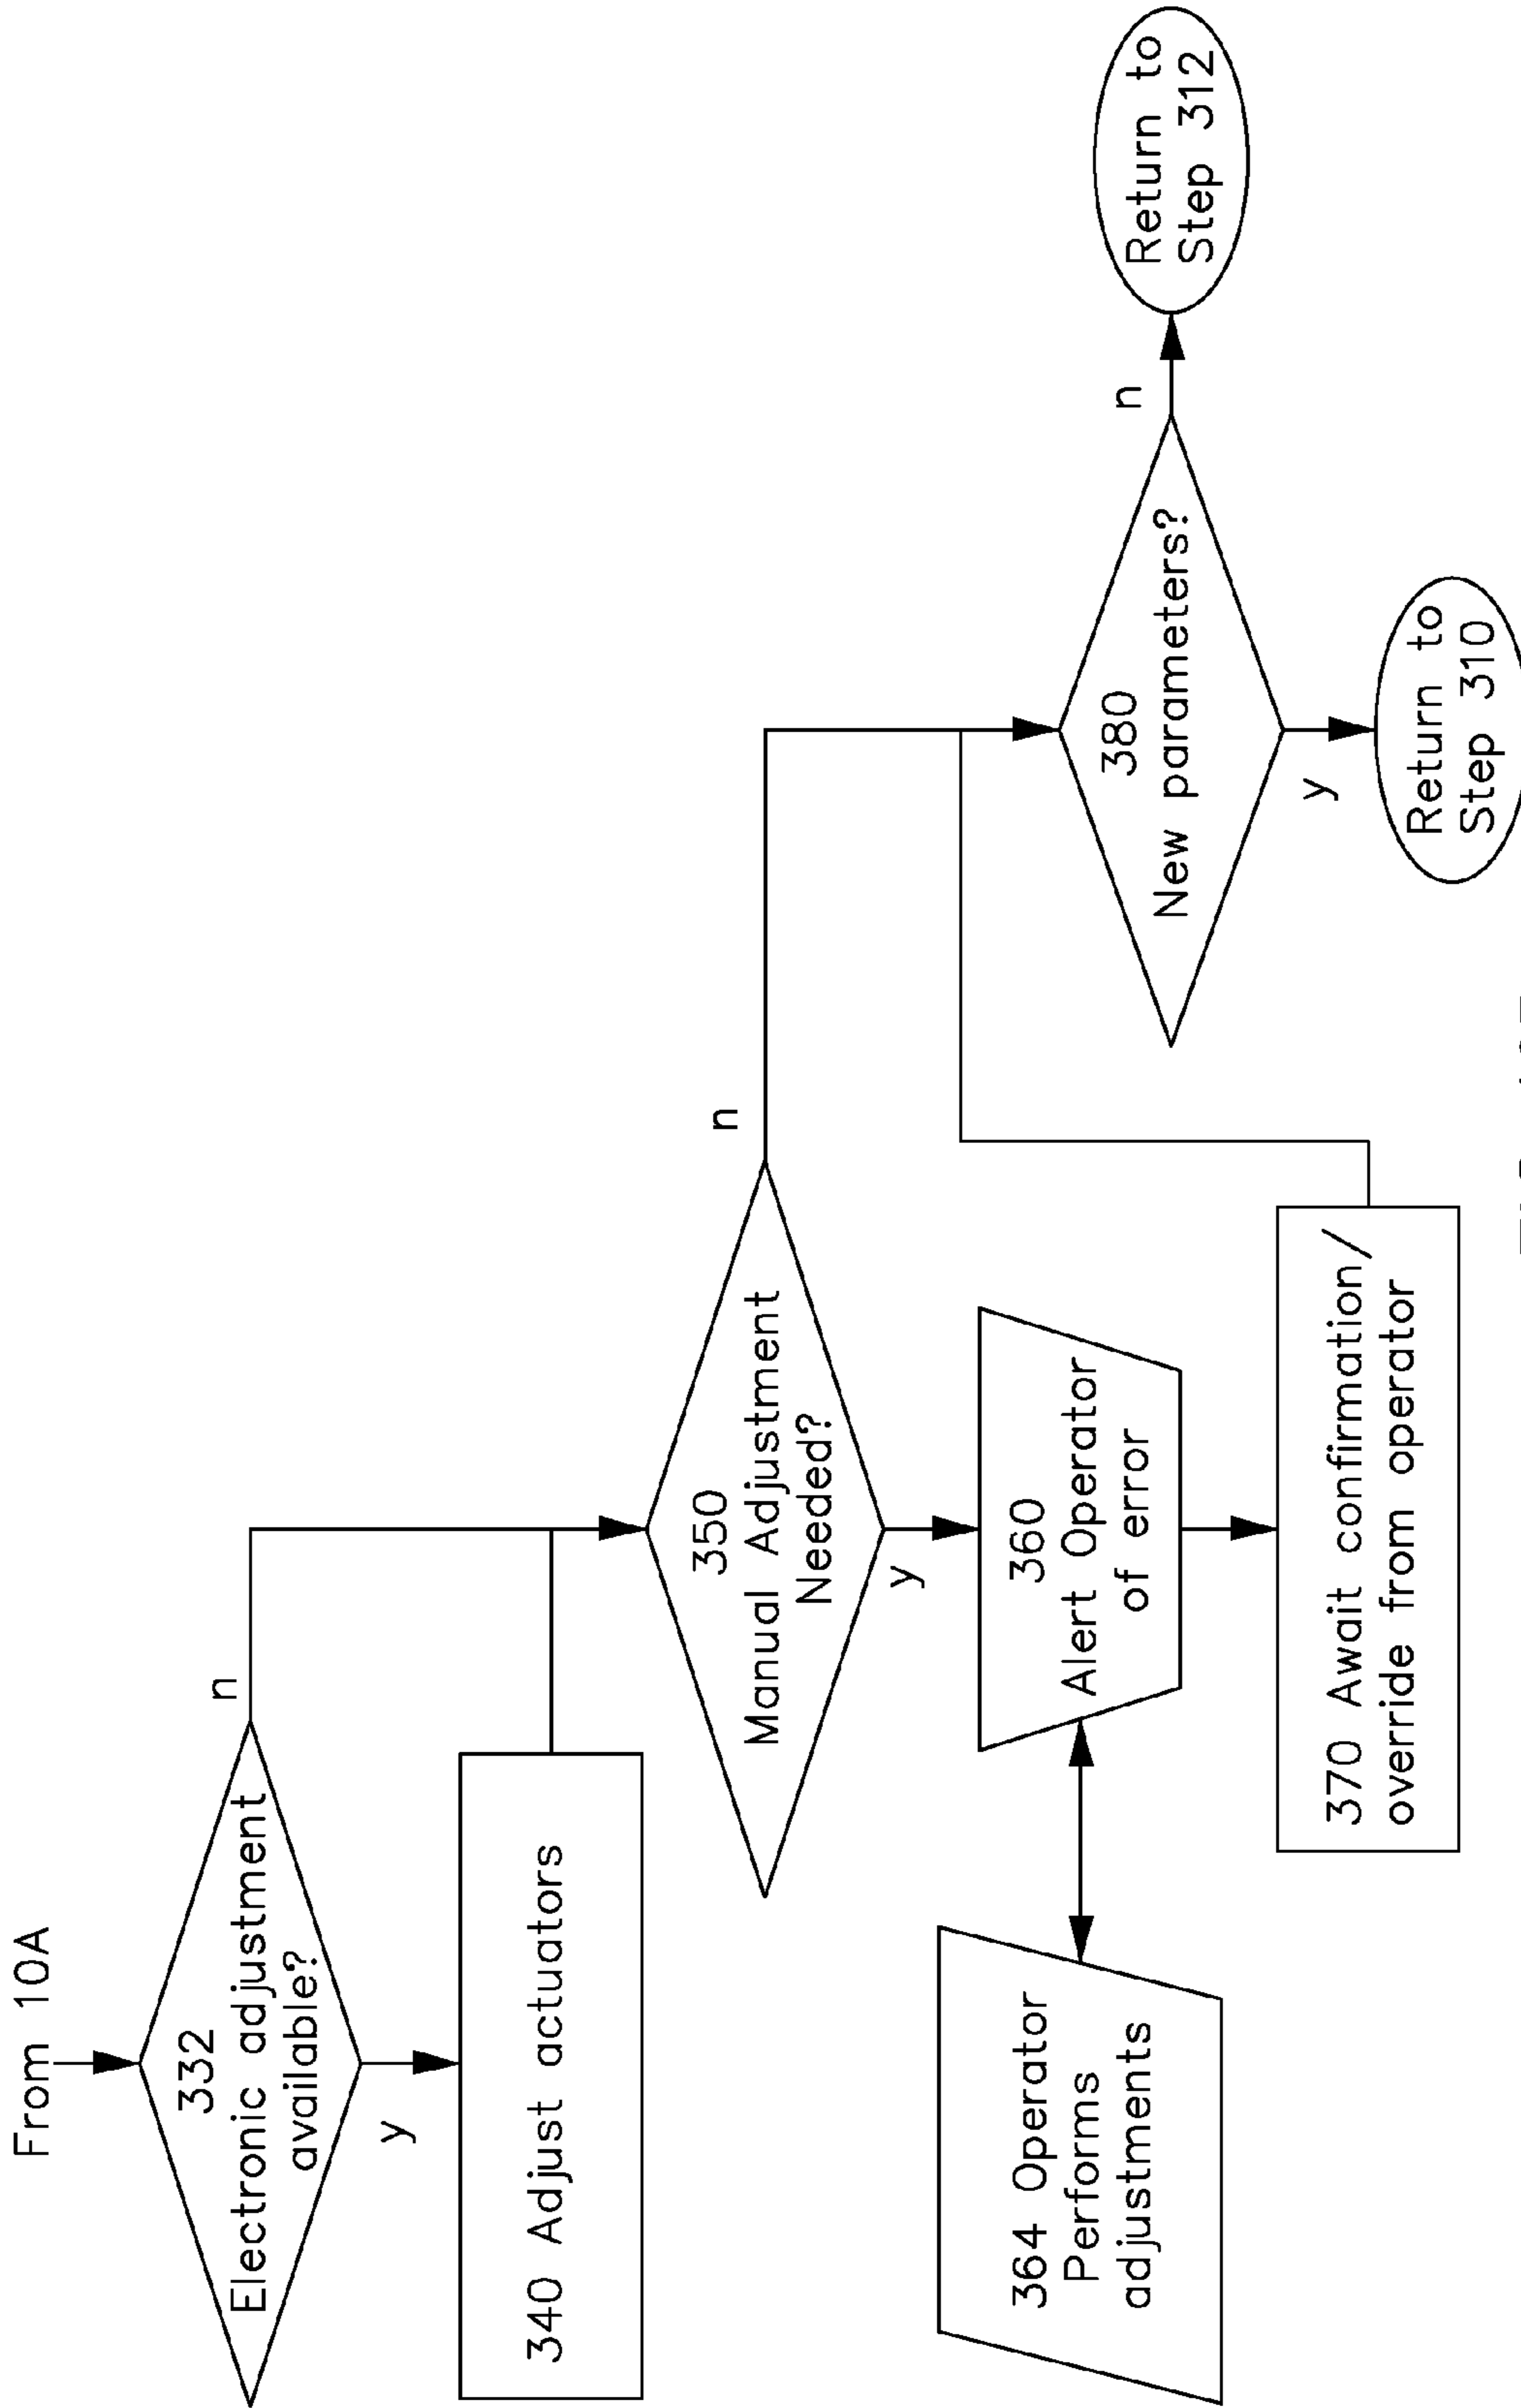 From 10A
332
Electronic adjustment
available?
n
y
340 Adjust actuators
350
Manual Adjustment
Needed?
n
y
360
Alert Operator
of error
364 Operator
Performs
adjustments
370 Await confirmation/
override from operator
380
New parameters?
n
y
Return to
Step 312
Return to
Step 310